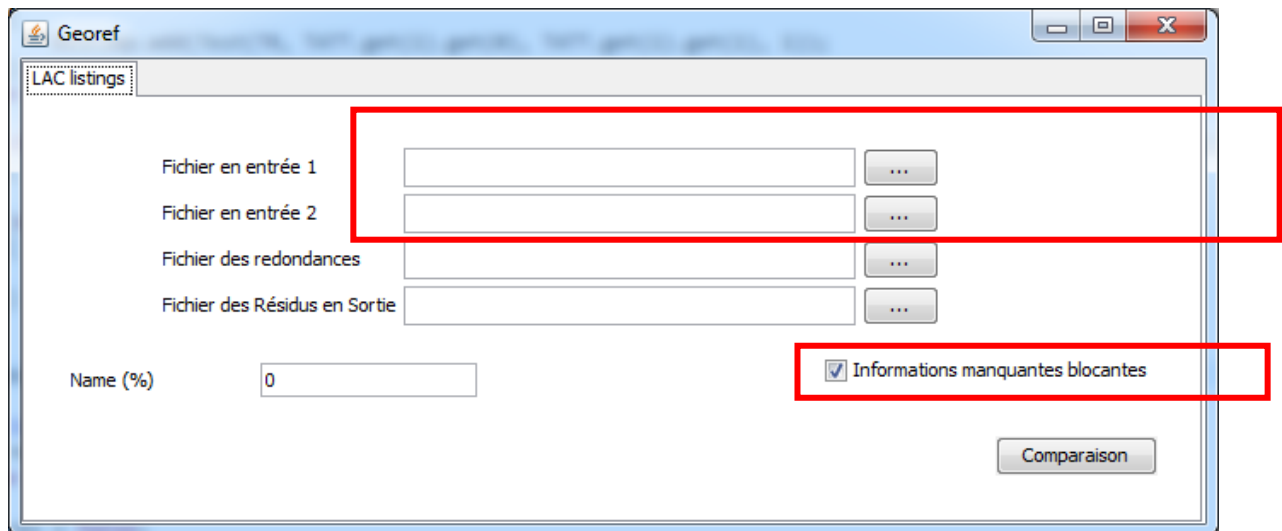 Georef
LAC listings
Fichier en entrée 1
...
Fichier en entrée 2
...
Fichier des redondances
...
Fichier des Résidus en Sortie
...
Name (%)
0
Informations manquantes blocantes
Comparaison